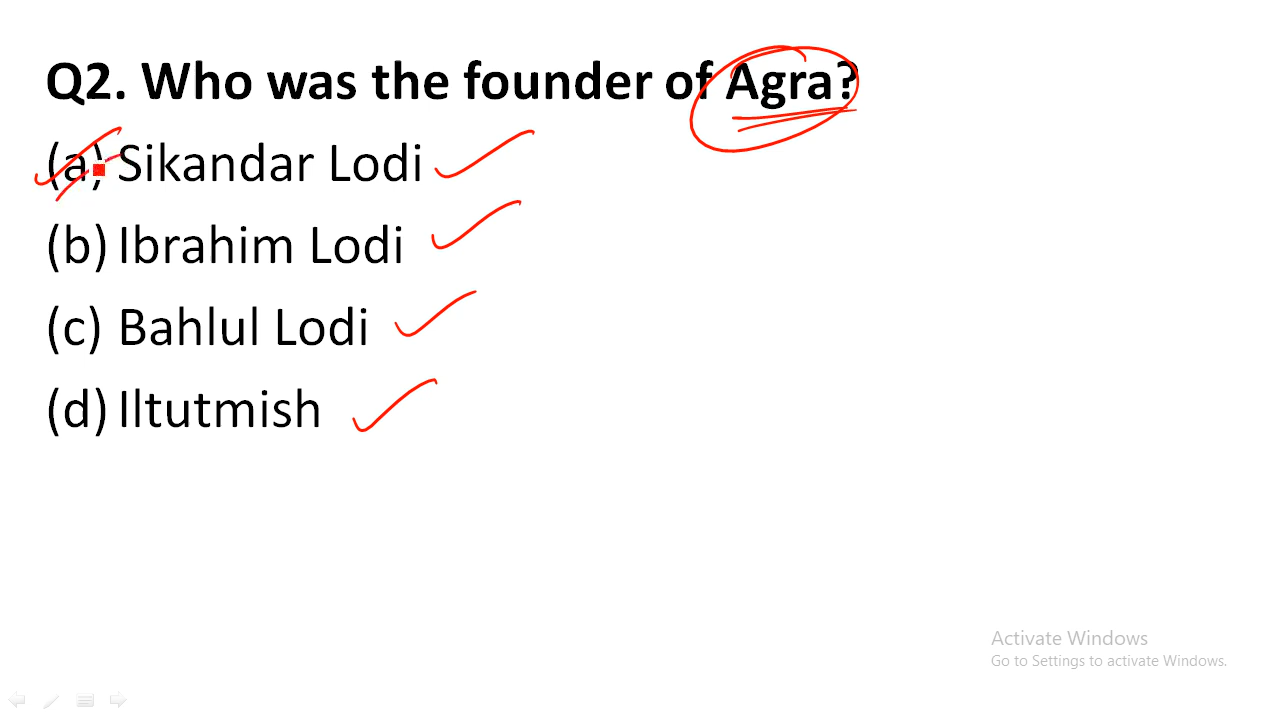 Q2. Who was the founder of Agra?
(a) Sikandar Lodi
(b) Ibrahim Lodi
(c) Bahlul Lodi
(d) Iltutmish
Activate Windows
Go to Settings to activate Windows.